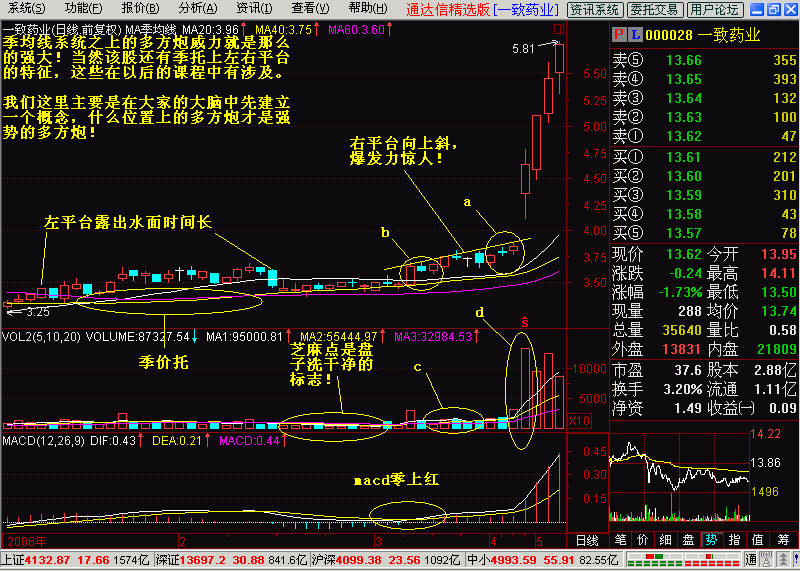 系统(S) 功能(F) 报价(B) 分析(A) 资讯(I) 查看(V) 帮助(H) 通达信精选版 [一致药业] 资讯系统 委托交易 用户论坛
一致药业(日线,前复权) MA季均线 MA20:3.96 MA40:3.75 MA60:3.60
季均线系统之上的多方炮威力就是那么
的强大！当然该股还有季托上左右平台
的特征，这些在以后的课程中有涉及。
我们这里主要是在大家的大脑中先建立
一个概念，什么位置上的多方炮才是强
势的多方炮！
5.81
右平台向上斜，
爆发力惊人！
左平台露出水面时间长
a
b
3.25
季价托
5.50
5.25
5.00
4.75
4.50
4.25
4.00
3.75
3.50
VOL2(5,10,20) VOLUME:87327.54 MA1:95000.81 MA2:55444.97 MA3:32984.53
芝麻点是盘
子洗干净的
标志！
c
d
10000
5000
X10
MACD(12,26,9) DIF:0.43 DEA:0.21 MACD:0.44
macd零上红
0.45
0.30
0.15
2006年 2 3 4 5 日线
P L 000028 一致药业
卖⑤ 13.66 355
卖④ 13.65 393
卖③ 13.64 132
卖② 13.63 100
卖① 13.62 47
买① 13.61 212
买② 13.60 201
买③ 13.59 310
买④ 13.58 43
买⑤ 13.57 78
现价 13.62 今开 13.95
涨跌 -0.24 最高 14.11
涨幅 -1.73% 最低 13.50
现量 288 均价 13.74
总量 35640 量比 0.58
外盘 13831 内盘 21809
市盈 37.6 股本 2.88亿
换手 3.20% 流通 1.11亿
净资 1.49 收益㈠ 0.09
14.22
13.86
1496
笔 价 细 盘 势 指 值 筹
上证4132.87 17.66 1574亿 深证13697.2 30.88 841.6亿 沪深4099.38 23.56 1092亿 中小4993.59 55.91 82.55亿 通